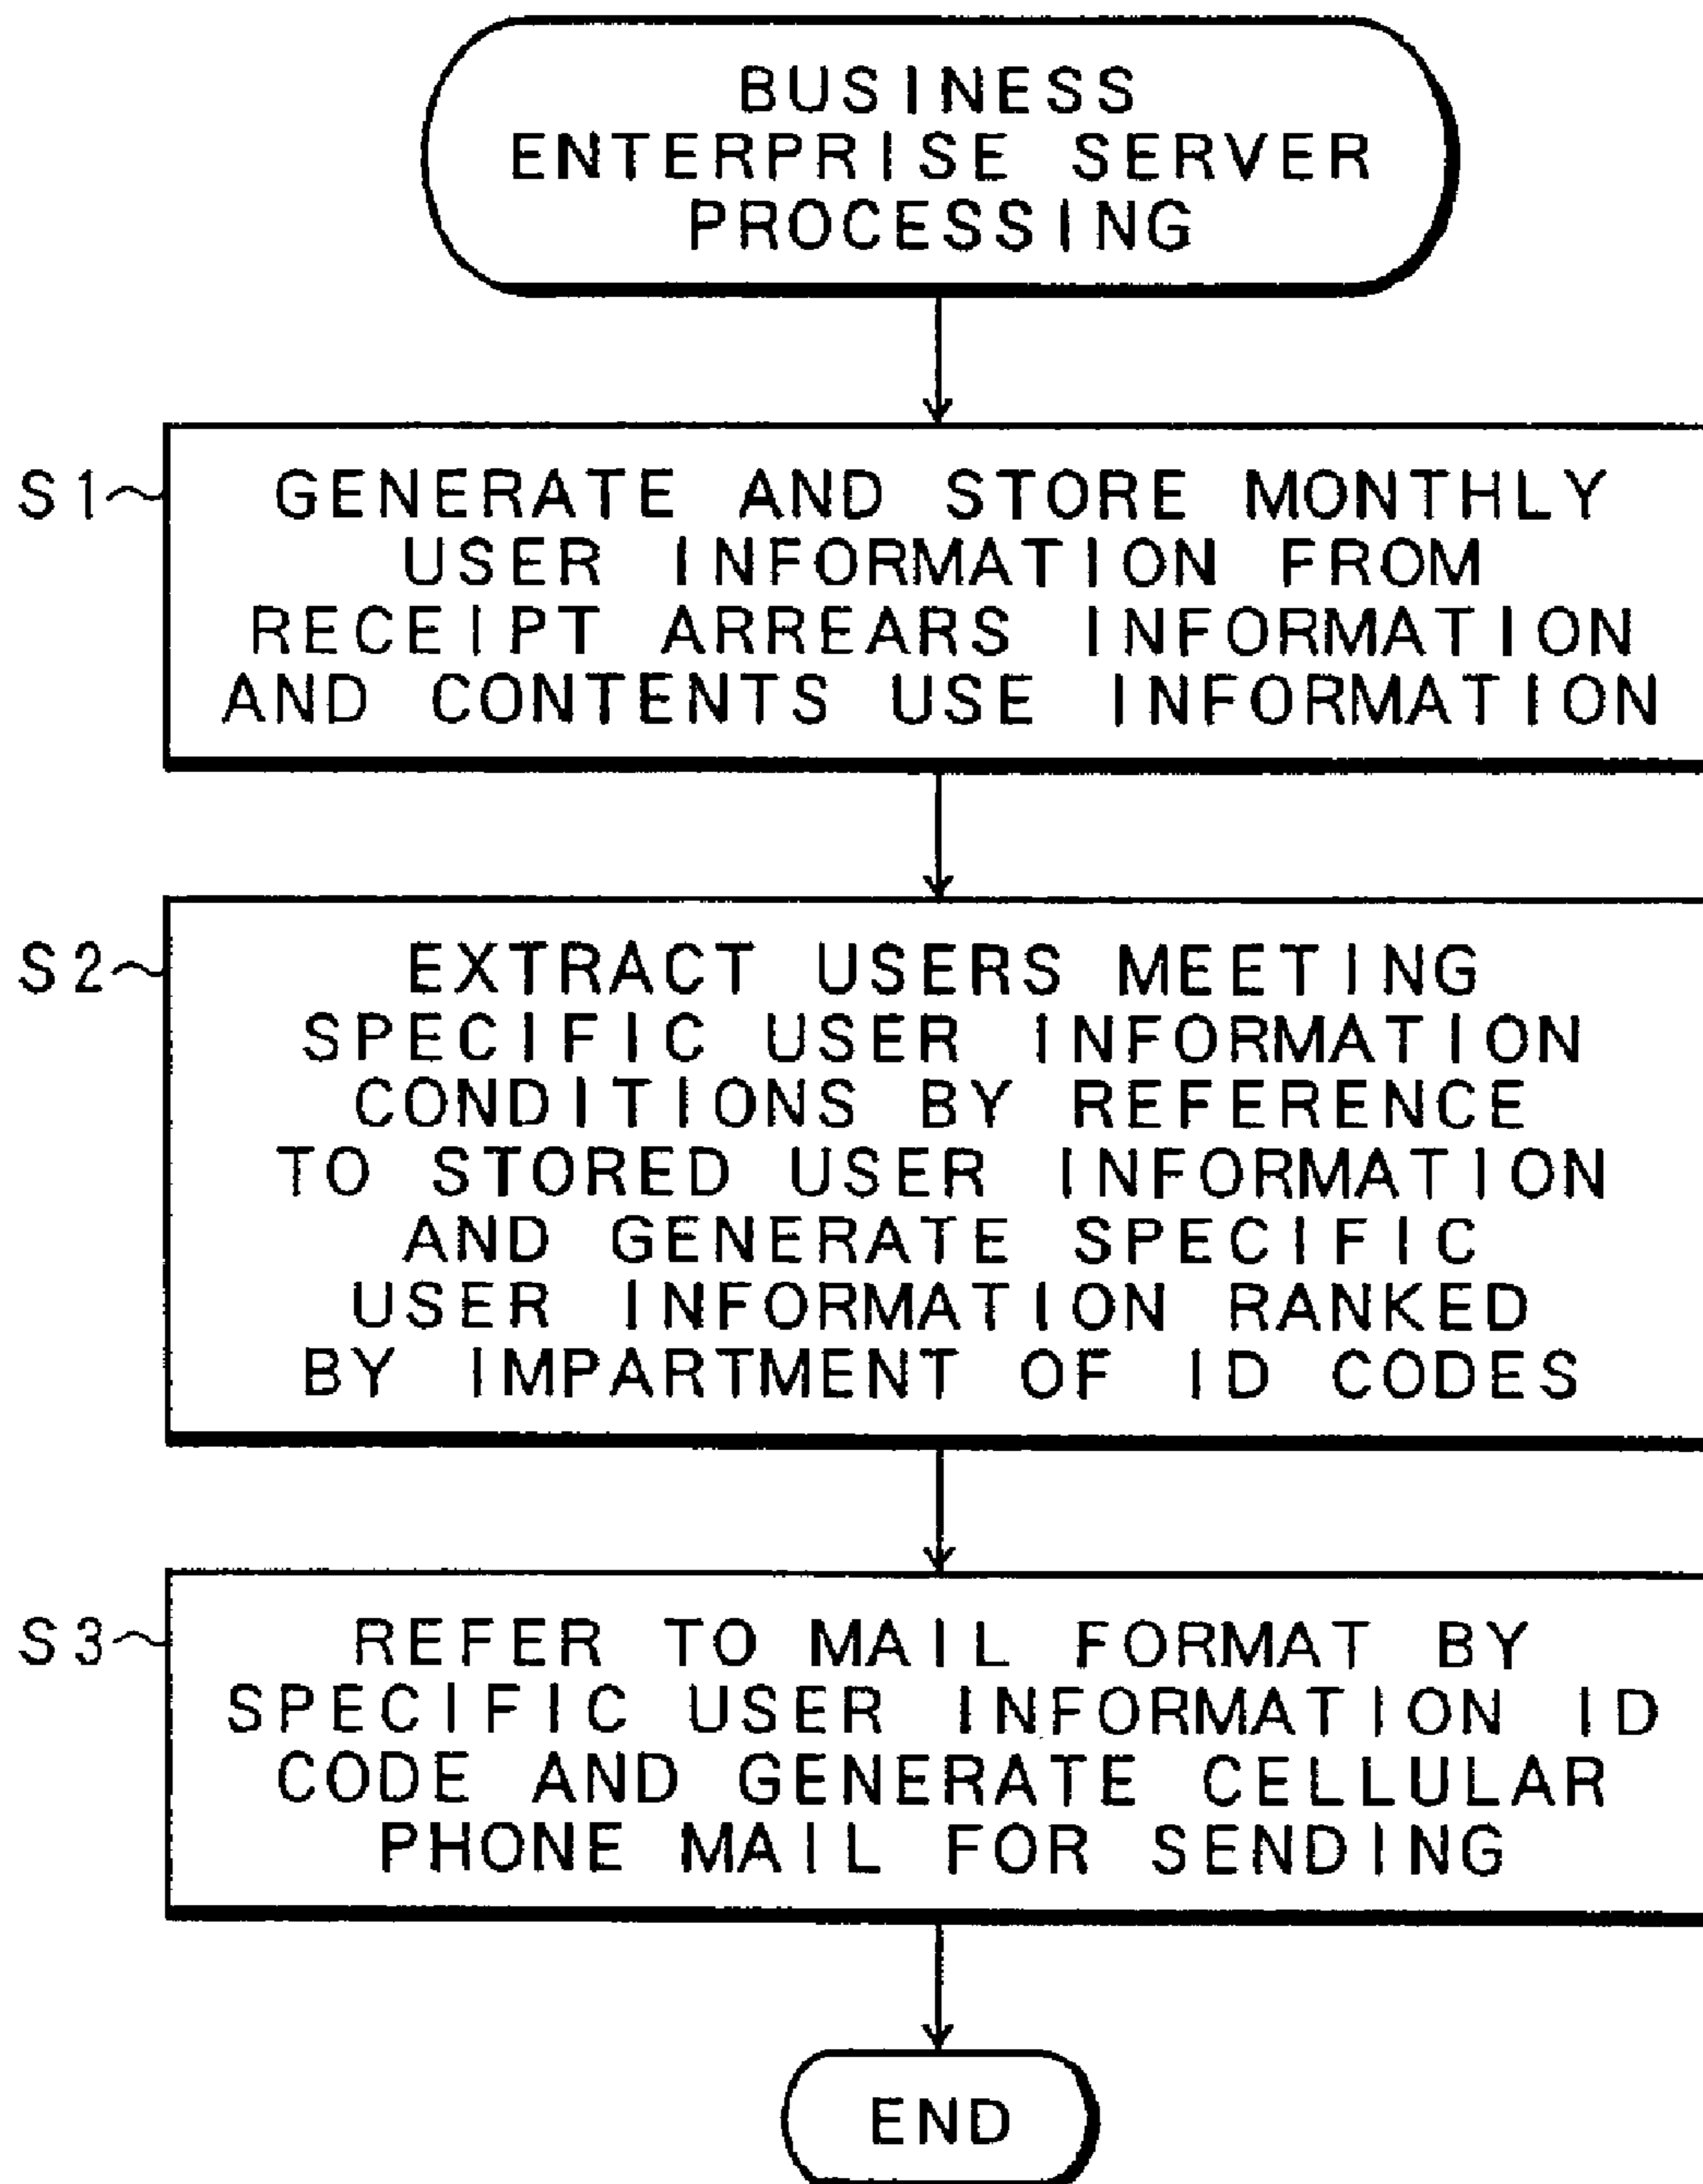 BUSINESS
ENTERPRISE SERVER
PROCESSING
S1
GENERATE AND STORE MONTHLY
USER INFORMATION FROM
RECEIPT ARREARS INFORMATION
AND CONTENTS USE INFORMATION
S2
EXTRACT USERS MEETING
SPECIFIC USER INFORMATION
CONDITIONS BY REFERENCE
TO STORED USER INFORMATION
AND GENERATE SPECIFIC
USER INFORMATION RANKED
BY IMPARTMENT OF ID CODES
S3
REFER TO MAIL FORMAT BY
SPECIFIC USER INFORMATION ID
CODE AND GENERATE CELLULAR
PHONE MAIL FOR SENDING
END